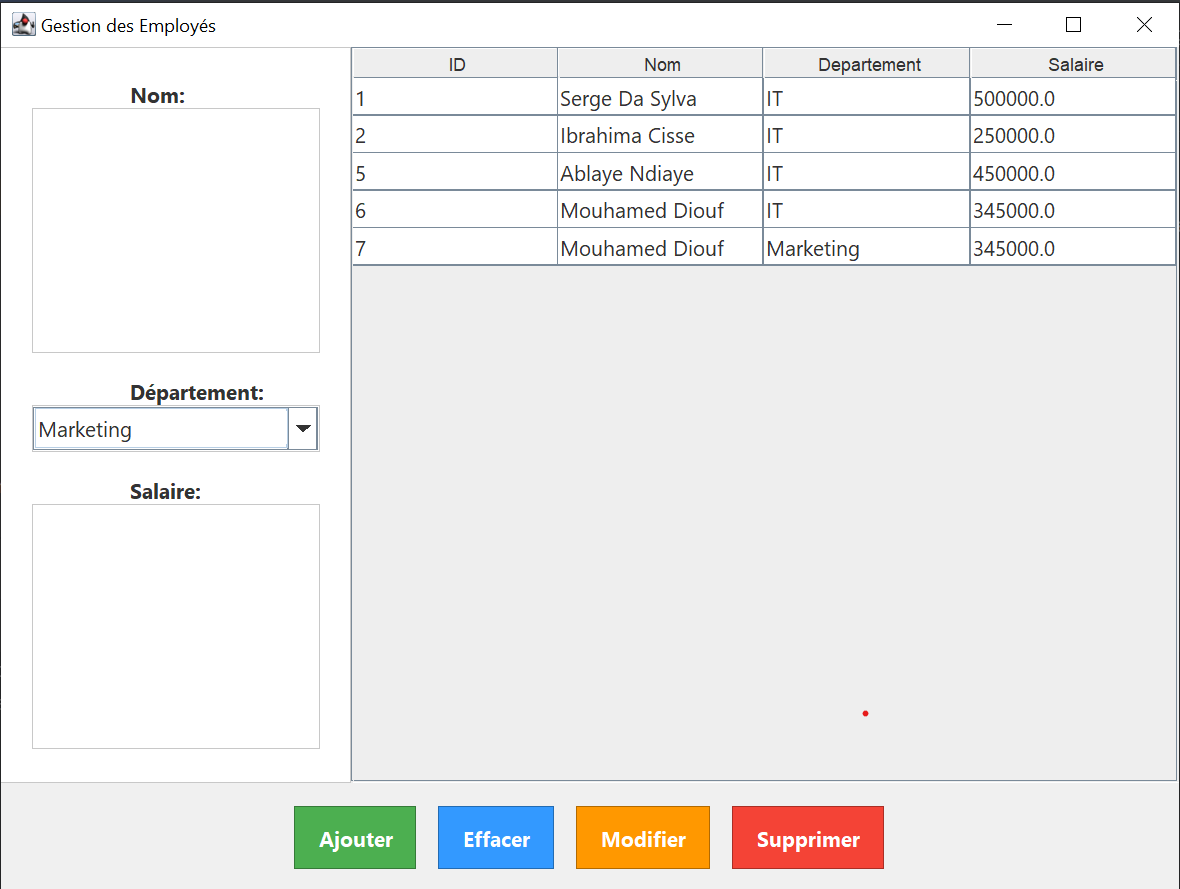 Gestion des Employés
Nom:
Département:
Marketing
Salaire:
ID Nom Departement Salaire
1 Serge Da Sylva IT 500000.0
2 Ibrahima Cisse IT 250000.0
5 Ablaye Ndiaye IT 450000.0
6 Mouhamed Diouf IT 345000.0
7 Mouhamed Diouf Marketing 345000.0
Ajouter Effacer Modifier Supprimer